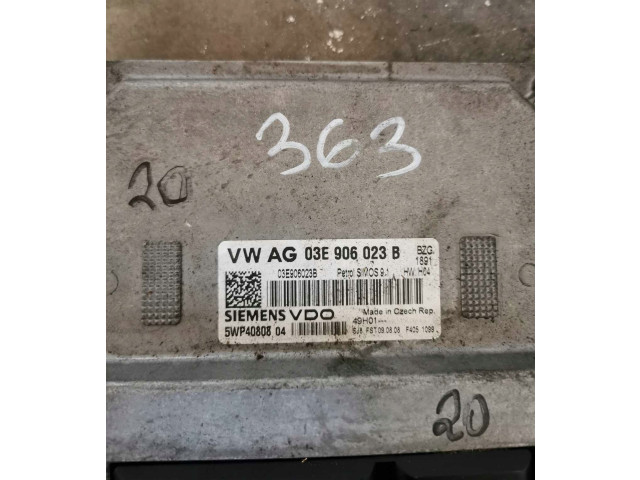 363
20
VW AG 03E 906 023 B
BZG.
1891
03E906023B Petrol SIMOS 9.1 HW: H04
SIEMENS VDO
Made in Czech Rep.
5WP40808 04
49H01
20